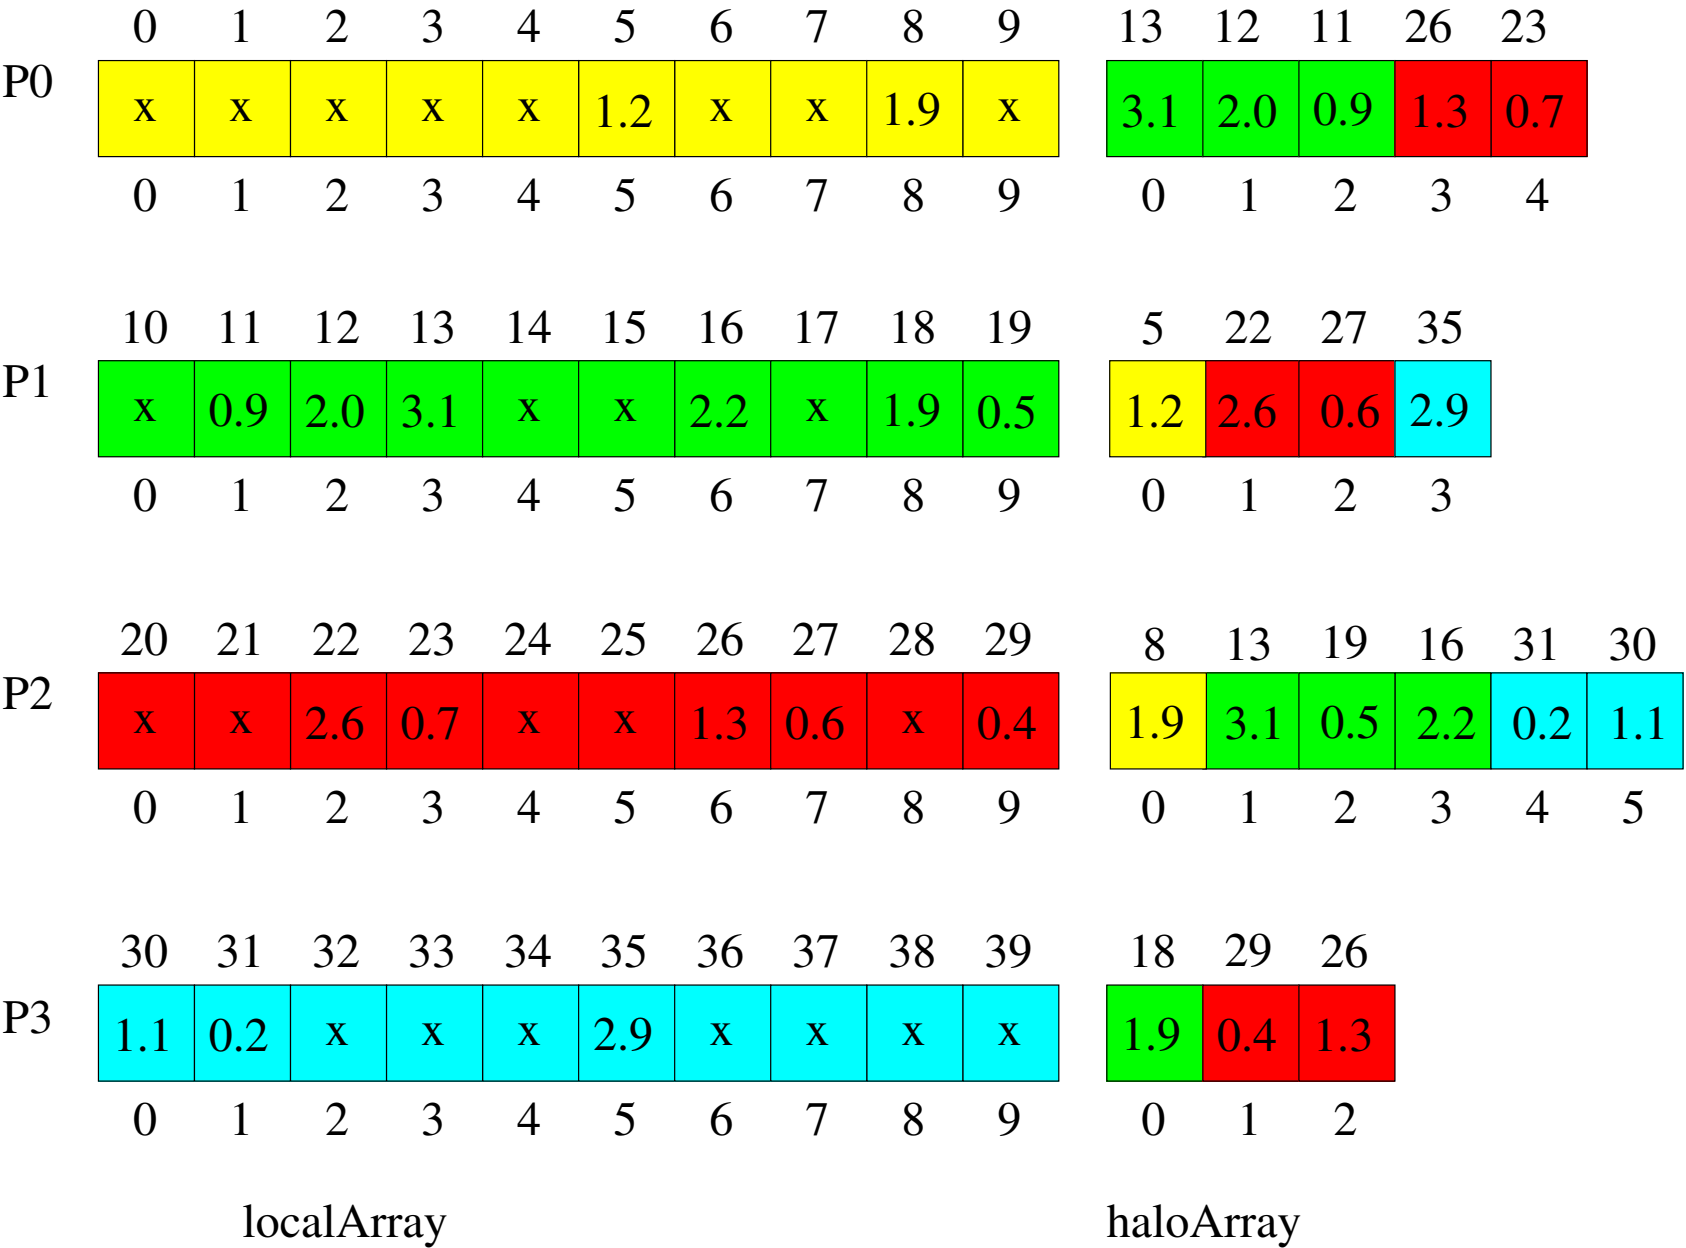 0 1 2 3 4 5 6 7 8 9 13 12 11 26 23
P0 x x x x x 1.2 x x 1.9 x 3.1 2.0 0.9 1.3 0.7
0 1 2 3 4 5 6 7 8 9 0 1 2 3 4
10 11 12 13 14 15 16 17 18 19 5 22 27 35
P1 x 0.9 2.0 3.1 x x 2.2 x 1.9 0.5 1.2 2.6 0.6 2.9
0 1 2 3 4 5 6 7 8 9 0 1 2 3
20 21 22 23 24 25 26 27 28 29 8 13 19 16 31 30
P2 x x 2.6 0.7 x x 1.3 0.6 x 0.4 1.9 3.1 0.5 2.2 0.2 1.1
0 1 2 3 4 5 6 7 8 9 0 1 2 3 4 5
30 31 32 33 34 35 36 37 38 39 18 29 26
P3 1.1 0.2 x x x 2.9 x x x x 1.9 0.4 1.3
0 1 2 3 4 5 6 7 8 9 0 1 2
localArray haloArray